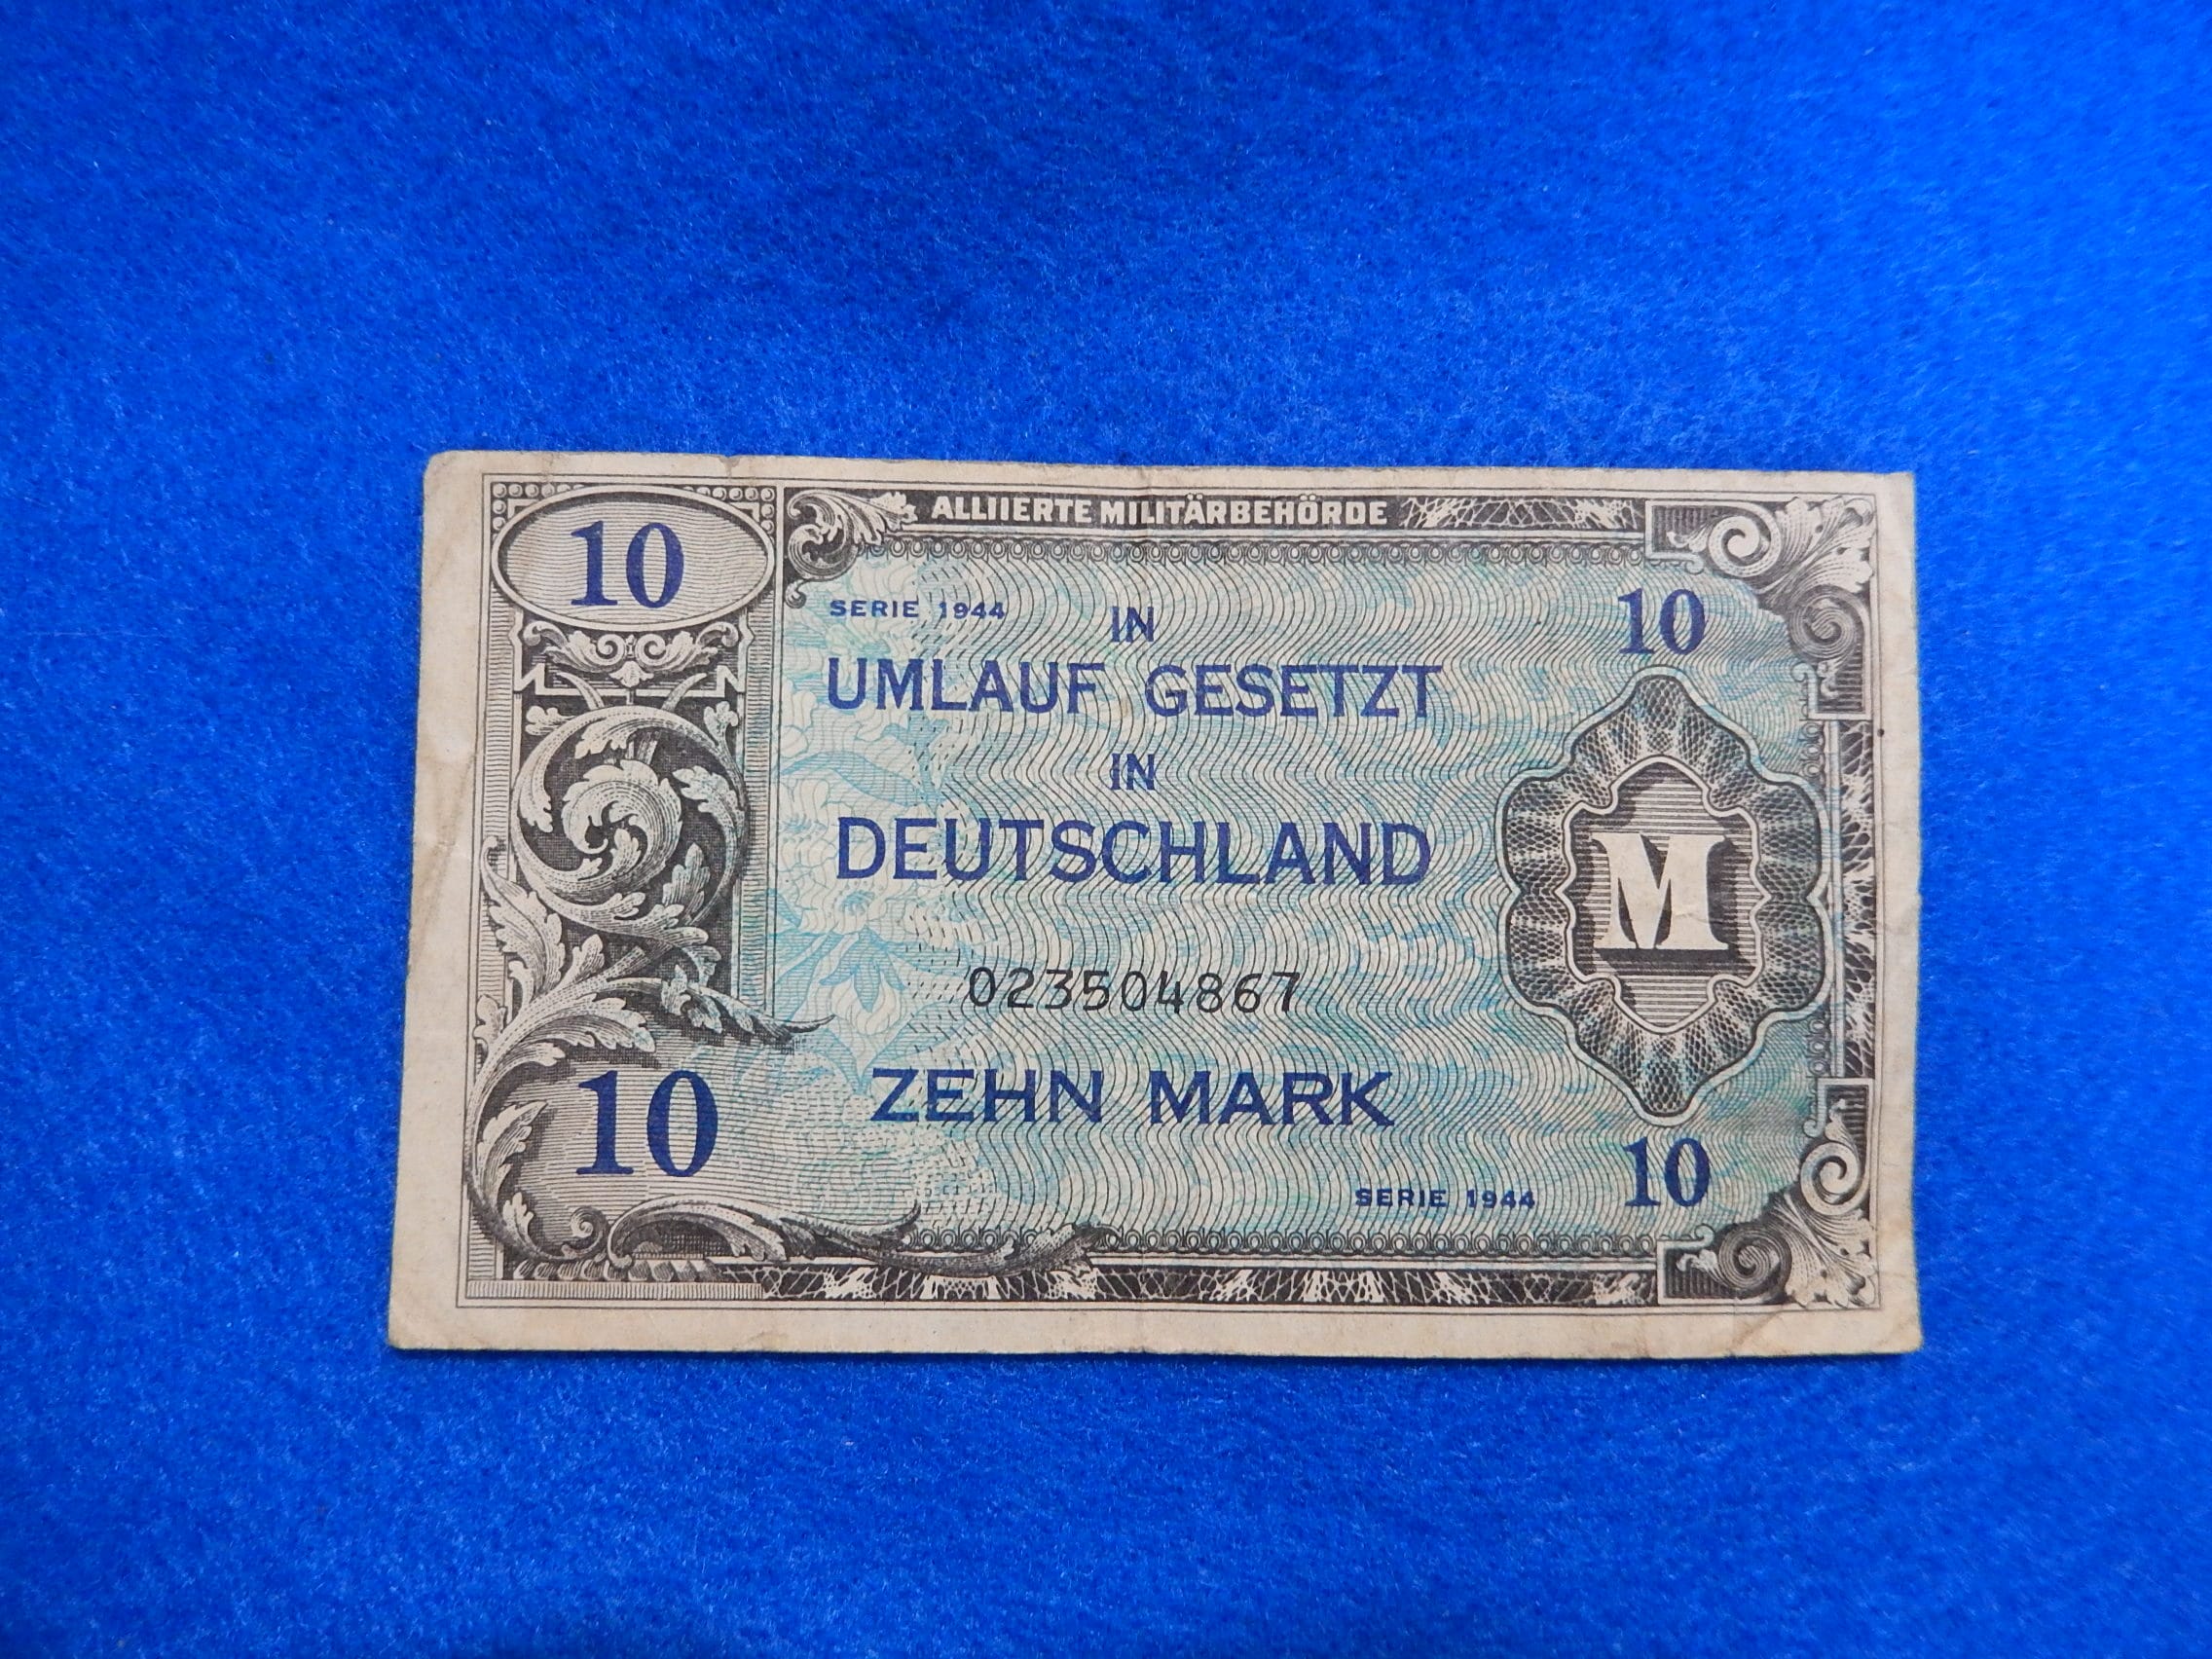 10
ALLIIERTE MILITÄRBEHÖRDE
SERIE 1944
IN
10
UMLAUF GESETZT
IN
DEUTSCHLAND
M
023504867
10
ZEHN MARK
10
SERIE 1944